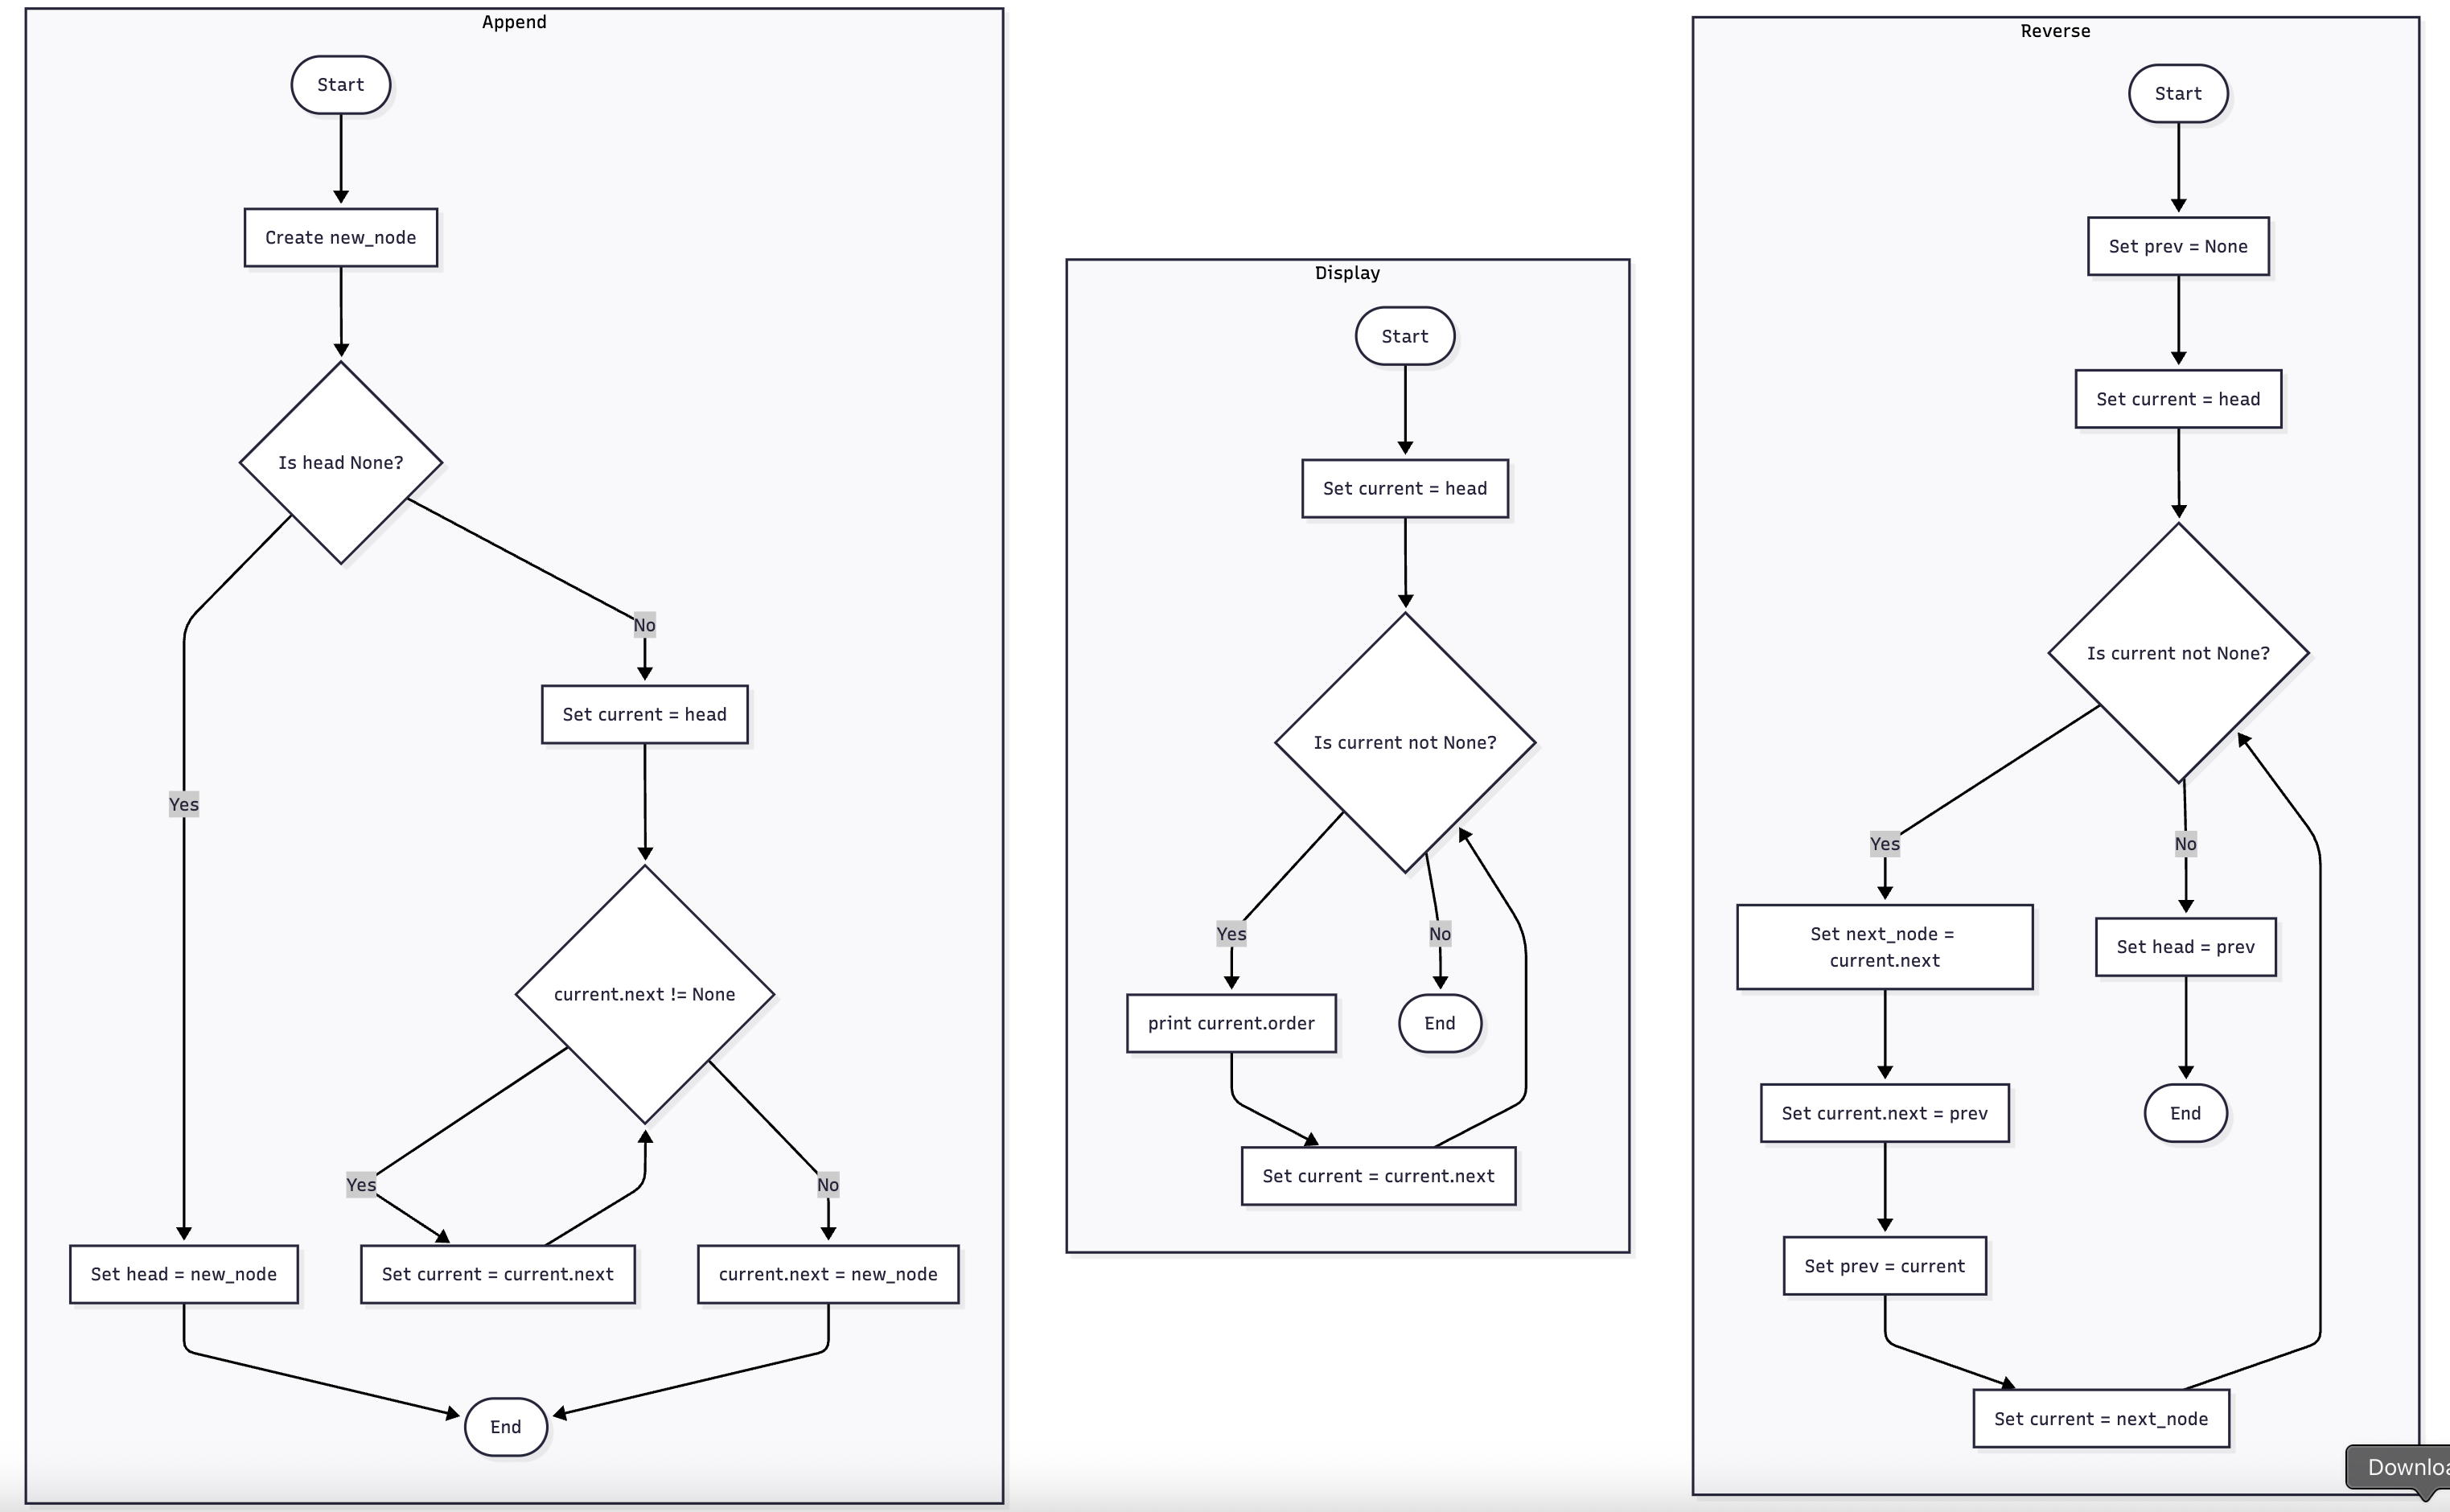 Append
Start
Create new_node
Is head None?
No
Set current = head
Yes
current.next != None
Yes
No
Set head = new_node
Set current = current.next
current.next = new_node
End
Display
Start
Set current = head
Is current not None?
Yes
No
print current.order
End
Set current = current.next
Reverse
Start
Set prev = None
Set current = head
Is current not None?
Yes
No
Set next_node =
current.next
Set head = prev
Set current.next = prev
End
Set prev = current
Set current = next_node